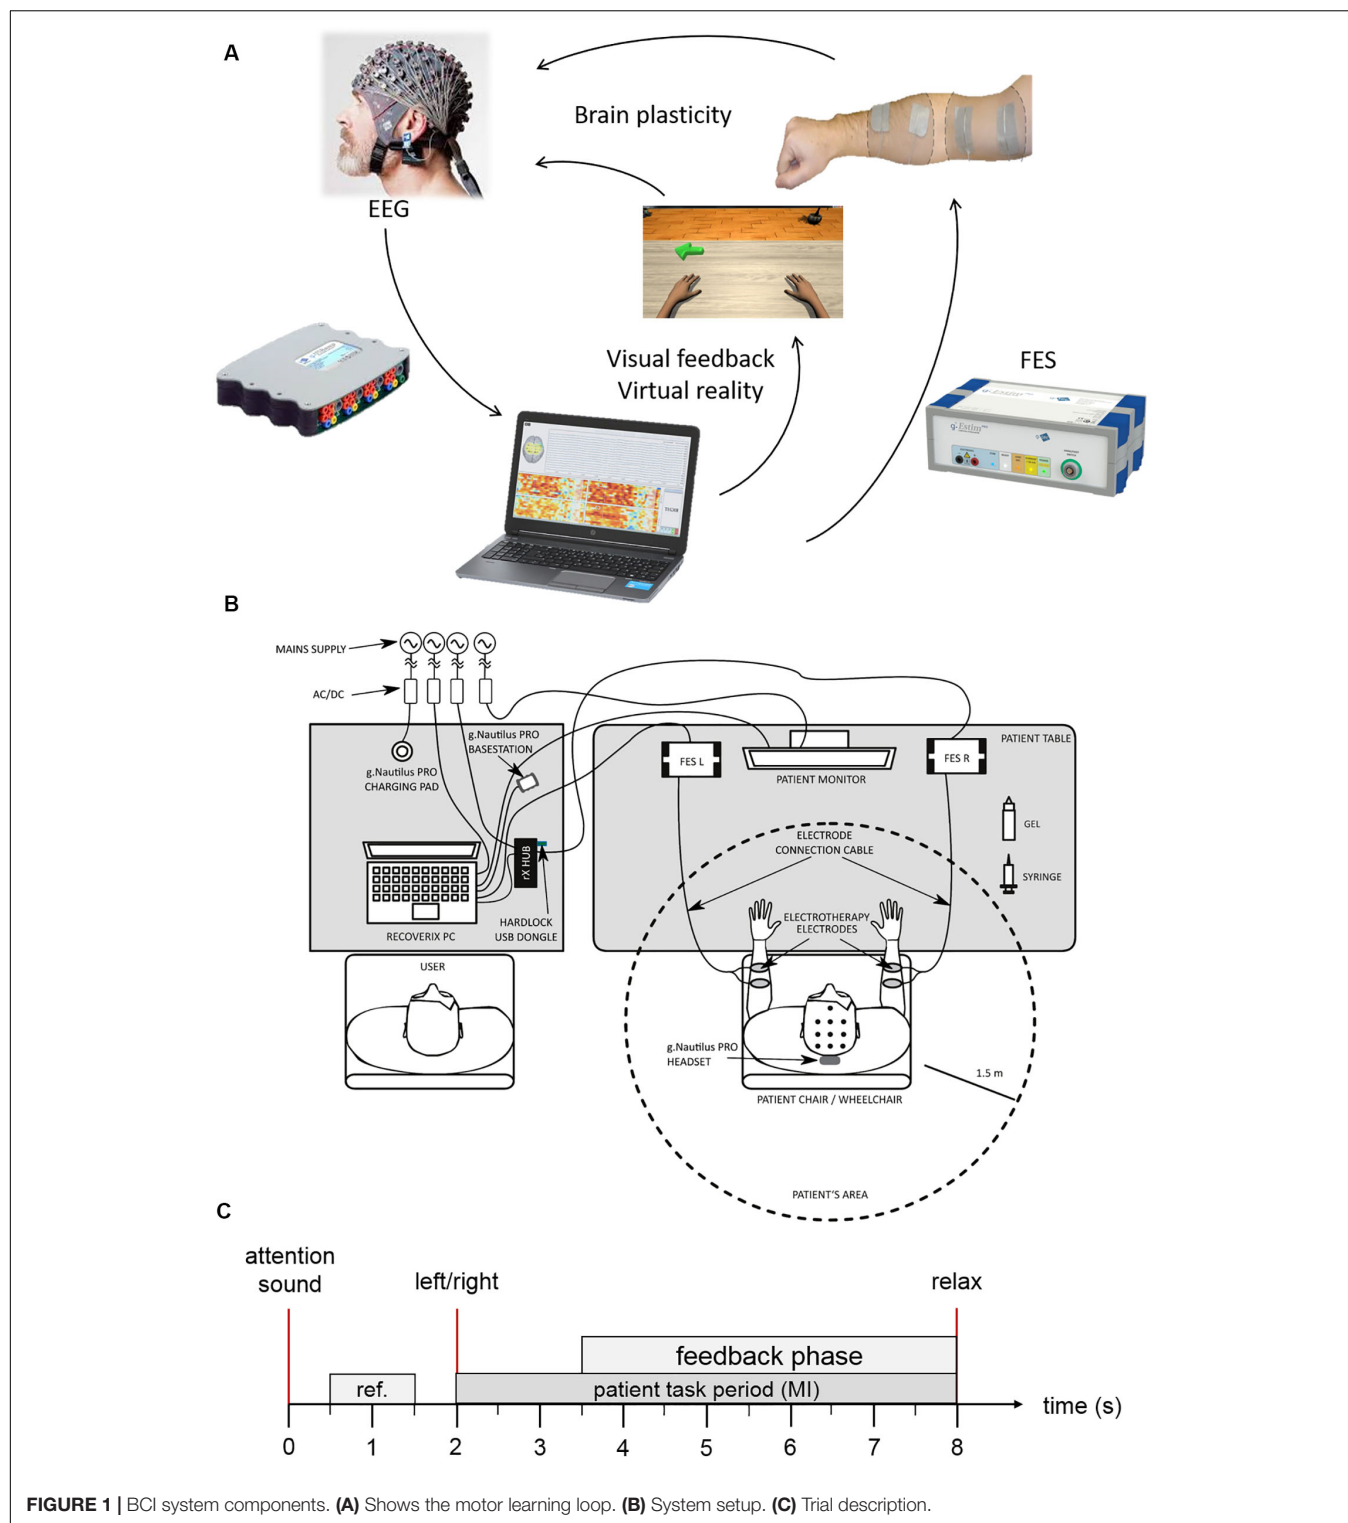 A
Brain plasticity
EEG
Visual feedback
Virtual reality
FES
g.Estim
B
MAINS SUPPLY
AC/DC
g.Nautilus PRO
BASESTATION
g.Nautilus PRO
CHARGING PAD
FES L
PATIENT MONITOR
FES R
PATIENT TABLE
GEL
SYRINGE
ELECTRODE
CONNECTION CABLE
rX HUB
HARDLOCK
USB DONGLE
RECOVERIX PC
ELECTROTHERAPY
ELECTRODES
USER
g.Nautilus PRO
HEADSET
1.5 m
PATIENT CHAIR / WHEELCHAIR
PATIENT'S AREA
C
attention
sound
left/right
relax
feedback phase
ref.
patient task period (MI)
time (s)
0 1 2 3 4 5 6 7 8
FIGURE 1 | BCI system components. (A) Shows the motor learning loop. (B) System setup. (C) Trial description.